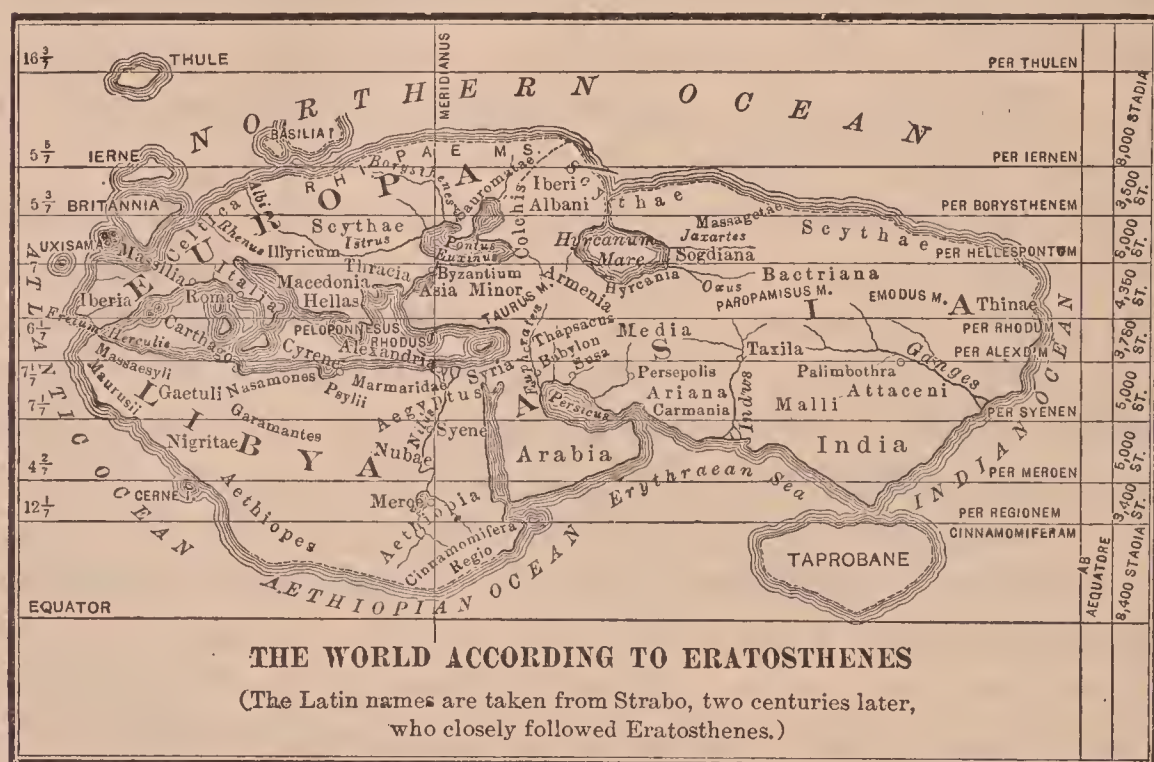 16 3/7
THULE
MERIDIANUS
PER THULEN
NORTHERN OCEAN
8,000 STADIA
BASILIA
5 5/7
IERNE
RHIPAEMS.
PER IERNEN
EUROPA
Borysthenes
Sauromatae
Colchis
Iberi
Albani
Scythae
3,500 ST.
5 3/7
BRITANNIA
Celtica
Albi
Rhenus
Scythae
Istrus
Massagetae
Jaxartes
Scythae
PER BORYSTHENEM
5,000 ST.
UXISAMA
Massilia
Italia
Illyricum
Thracia
Pontus
Euxinus
Hyrcanum
Mare
Sogdiana
PER HELLESPONTUM
Iberia
Roma
Macedonia
Hellas
Byzantium
Asia Minor
TAURUS M.
Armenia
Hyrcania
Oxus
Bactriana
PAROPAMISUS M.
EMODUS M.
Thinae
4,350 ST.
ASIA
6 1/7
Fretum Herculis
Carthago
PELOPONNESUS
RHODUS
Cyrene
Alexandria
Euphrates
Thapsacus
Babylon
Susa
Media
Taxila
Ganges
PER RHODUM
3,750 ST.
PER ALEXDIM
7 1/7
Massaesyli
Maurusii
Gaetuli
Nasamones
Psylii
Marmaridae
Syria
Persepolis
Palimbothra
Attaceni
5,000 ST.
7 1/7
LIBYA
Garamantes
Nigritae
Aegyptus
Nilus
Syene
Persicus
Ariana
Carmania
Indus
Malli
PER SYENEN
Nubae
Arabia
India
5,000 ST.
4 2/7
CERNE
Aethiopes
Meroe
Aethiopia
Erythraean Sea
PER MEROEN
3,400 ST.
12 1/7
Cinnamomifera
Regio
PER REGIONEM
CINNAMOMIFERAM
TAPROBANE
ATLANTIC OCEAN
AETHIOPIAN OCEAN
INDIAN OCEAN
AB AEQUATORE
8,400 STADIA
EQUATOR
THE WORLD ACCORDING TO ERATOSTHENES
(The Latin names are taken from Strabo, two centuries later,
who closely followed Eratosthenes.)